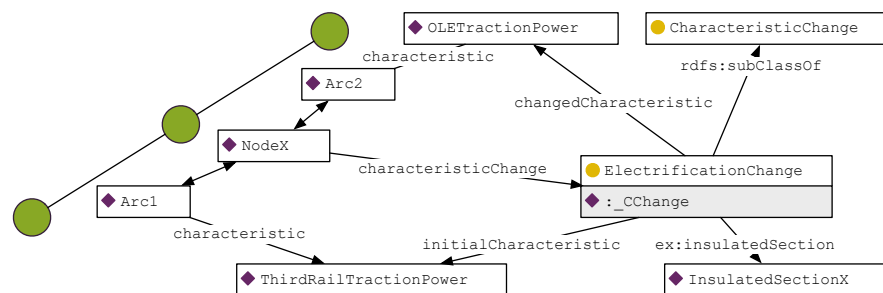 OLETractionPower
CharacteristicChange
characteristic
rdfs:subClassOf
Arc2
changedCharacteristic
NodeX
characteristicChange
ElectrificationChange
Arc1
:_CChange
characteristic
initialCharacteristic
ex:insulatedSection
ThirdRailTractionPower
InsulatedSectionX